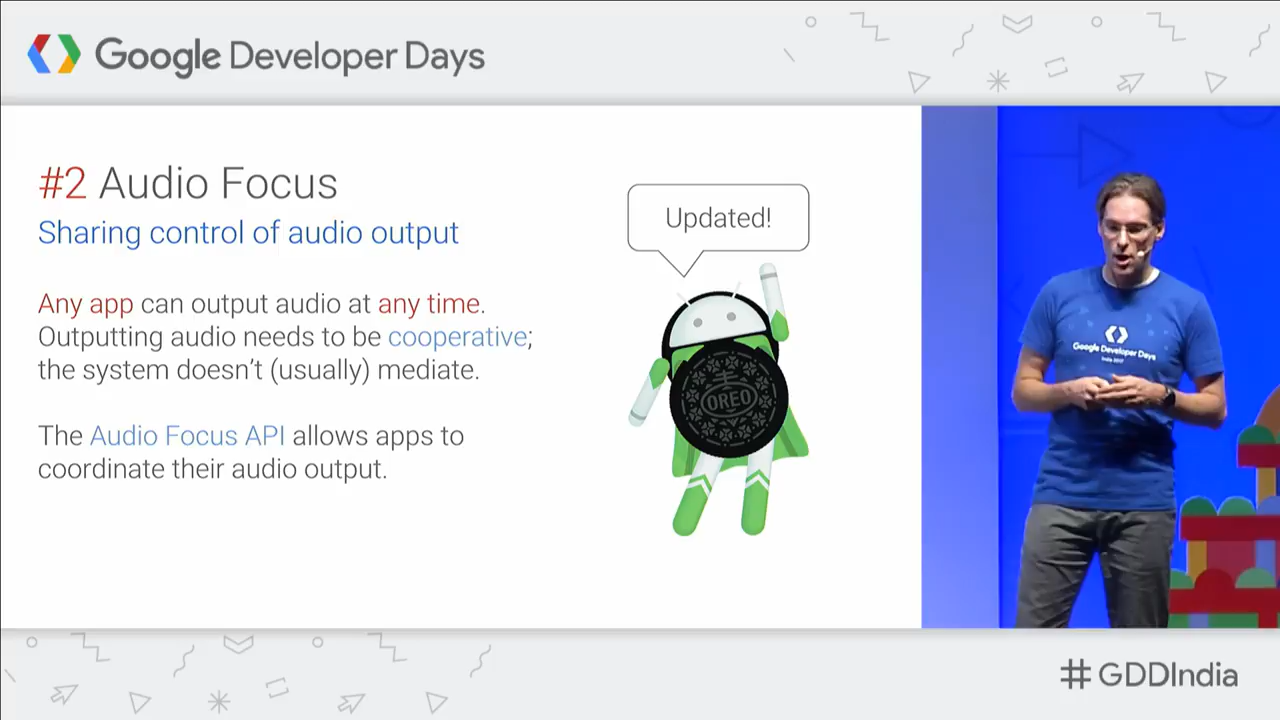 Google Developer Days
#2 Audio Focus
Sharing control of audio output
Updated!
Any app can output audio at any time.
Outputting audio needs to be cooperative;
the system doesn't (usually) mediate.
OREO
The Audio Focus API allows apps to
coordinate their audio output.
Google Developer Days
India 2017
#GDDIndia